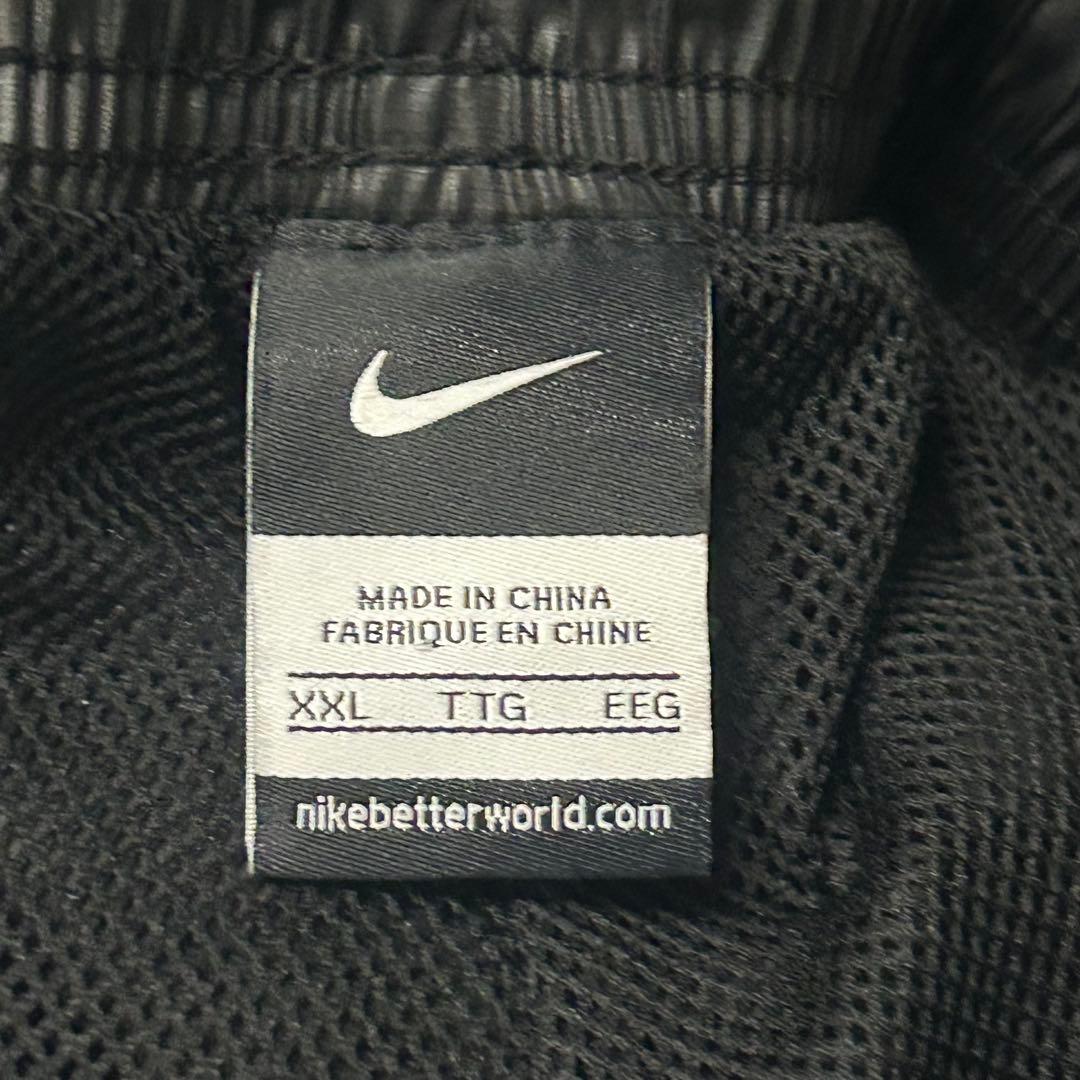 MADE IN CHINA
FABRIQUE EN CHINE
XXL TTG EEG
nikebetterworld.com